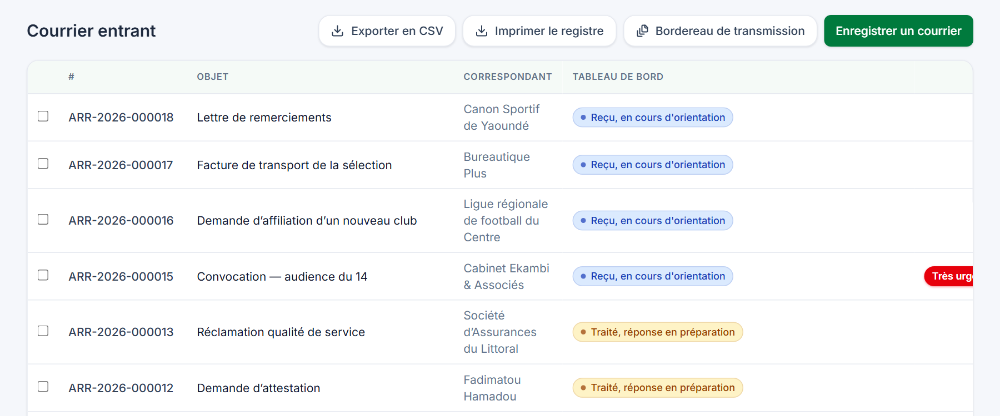 Courrier entrant
Exporter en CSV
Imprimer le registre
Bordereau de transmission
Enregistrer un courrier
# OBJET CORRESPONDANT TABLEAU DE BORD
ARR-2026-000018 Lettre de remerciements Canon Sportif de Yaoundé Reçu, en cours d'orientation
ARR-2026-000017 Facture de transport de la sélection Bureautique Plus Reçu, en cours d'orientation
ARR-2026-000016 Demande d’affiliation d’un nouveau club Ligue régionale de football du Centre Reçu, en cours d'orientation
ARR-2026-000015 Convocation — audience du 14 Cabinet Ekambi & Associés Reçu, en cours d'orientation Très
ARR-2026-000013 Réclamation qualité de service Société d’Assurances du Littoral Traité, réponse en préparation
ARR-2026-000012 Demande d’attestation Fadimatou Hamadou Traité, réponse en préparation